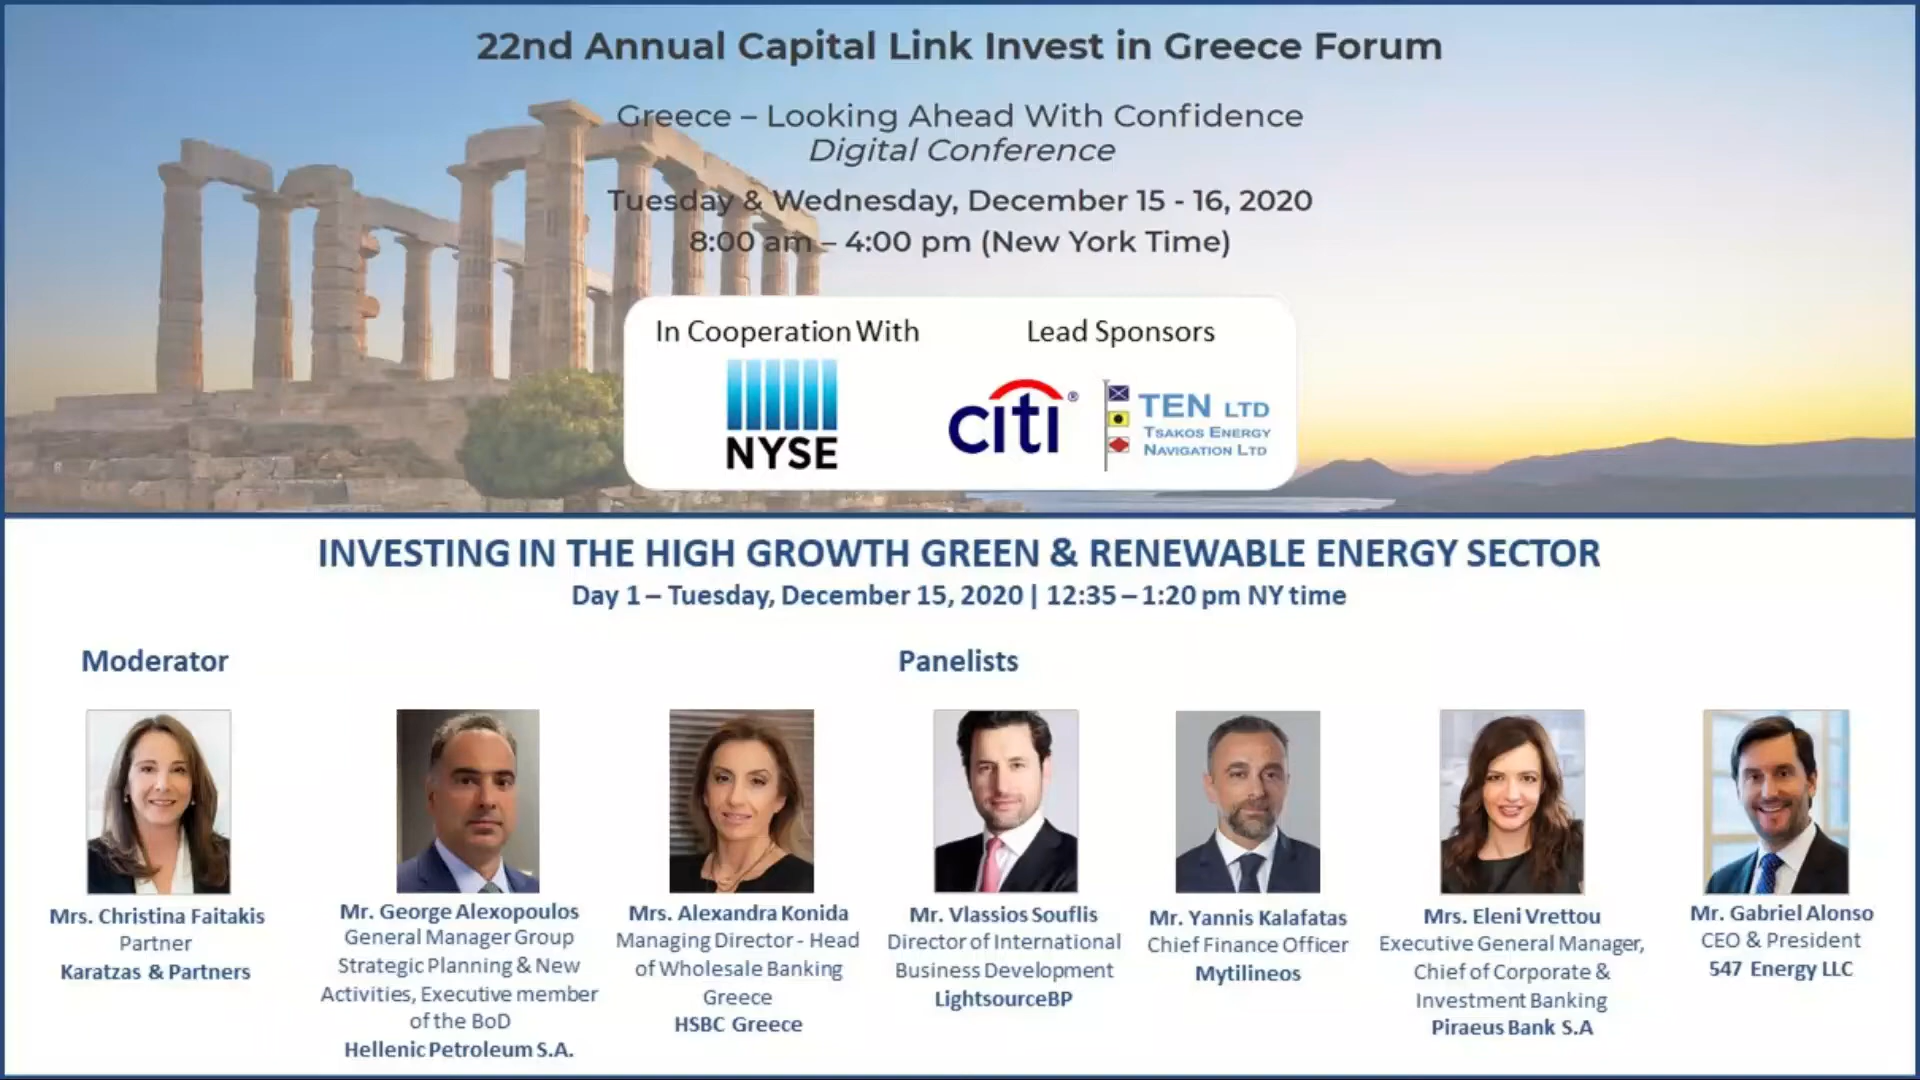 22nd Annual Capital Link Invest in Greece Forum
Greece – Looking Ahead With Confidence
Digital Conference
Tuesday & Wednesday, December 15 - 16, 2020
8:00 am – 4:00 pm (New York Time)
In Cooperation With
Lead Sponsors
NYSE
citi®
TEN LTD
TSAKOS ENERGY
NAVIGATION LTD
INVESTING IN THE HIGH GROWTH GREEN & RENEWABLE ENERGY SECTOR
Day 1 – Tuesday, December 15, 2020 | 12:35 – 1:20 pm NY time
Moderator
Panelists
Mrs. Christina Faitakis
Partner
Karatzas & Partners
Mr. George Alexopoulos
General Manager Group
Strategic Planning & New
Activities, Executive member
of the BoD
Hellenic Petroleum S.A.
Mrs. Alexandra Konida
Managing Director - Head
of Wholesale Banking
Greece
HSBC Greece
Mr. Vlassios Souflis
Director of International
Business Development
LightsourceBP
Mr. Yannis Kalafatas
Chief Finance Officer
Mytilineos
Mrs. Eleni Vrettou
Executive General Manager,
Chief of Corporate &
Investment Banking
Piraeus Bank S.A
Mr. Gabriel Alonso
CEO & President
547 Energy LLC